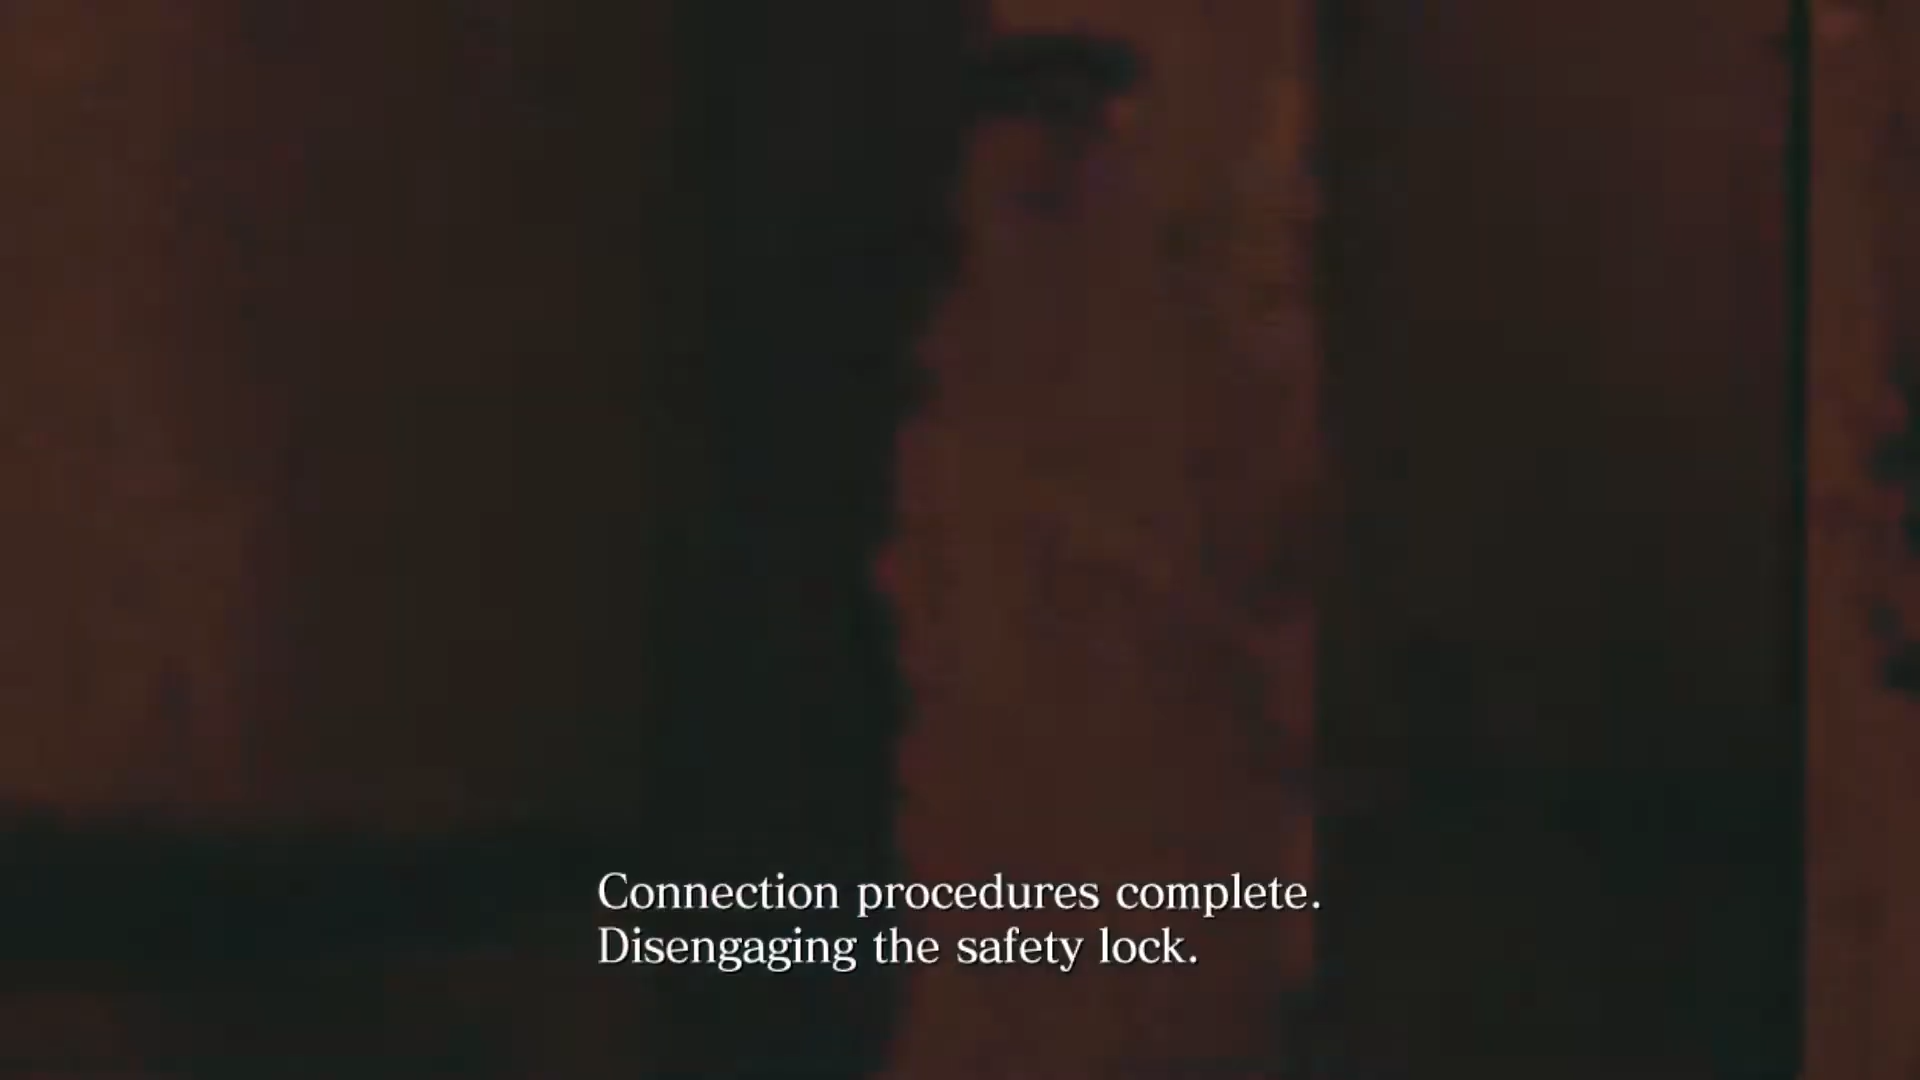 Connection procedures complete.
Disengaging the safety lock.